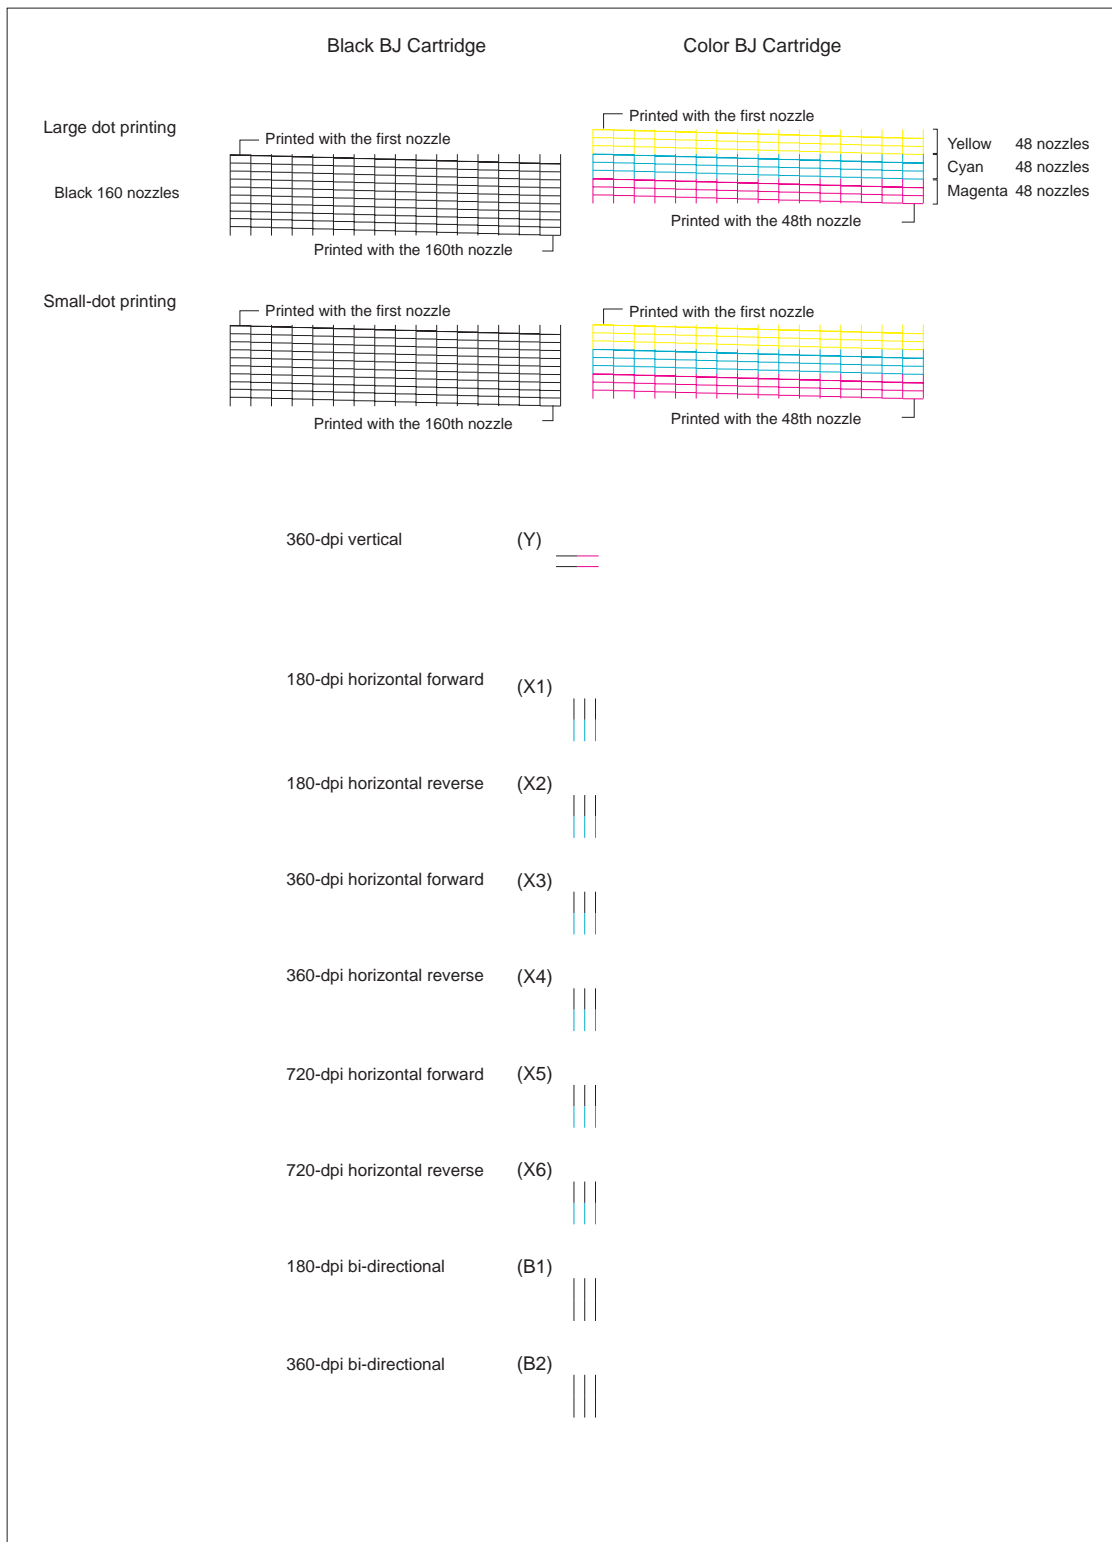 Black BJ Cartridge
Color BJ Cartridge
Large dot printing
Printed with the first nozzle
Black 160 nozzles
Printed with the 160th nozzle
Printed with the first nozzle
Yellow 48 nozzles
Cyan 48 nozzles
Magenta 48 nozzles
Printed with the 48th nozzle
Small-dot printing
Printed with the first nozzle
Printed with the 160th nozzle
Printed with the first nozzle
Printed with the 48th nozzle
360-dpi vertical (Y)
180-dpi horizontal forward (X1)
180-dpi horizontal reverse (X2)
360-dpi horizontal forward (X3)
360-dpi horizontal reverse (X4)
720-dpi horizontal forward (X5)
720-dpi horizontal reverse (X6)
180-dpi bi-directional (B1)
360-dpi bi-directional (B2)